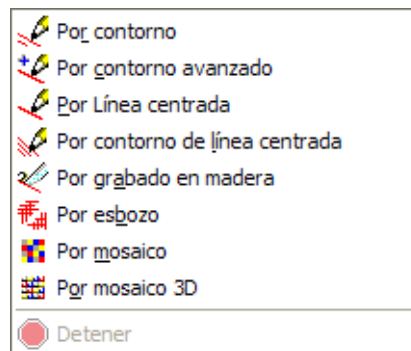 Por contorno
Por contorno avanzado
Por Línea centrada
Por contorno de línea centrada
Por grabado en madera
Por esbozo
Por mosaico
Por mosaico 3D
Detener